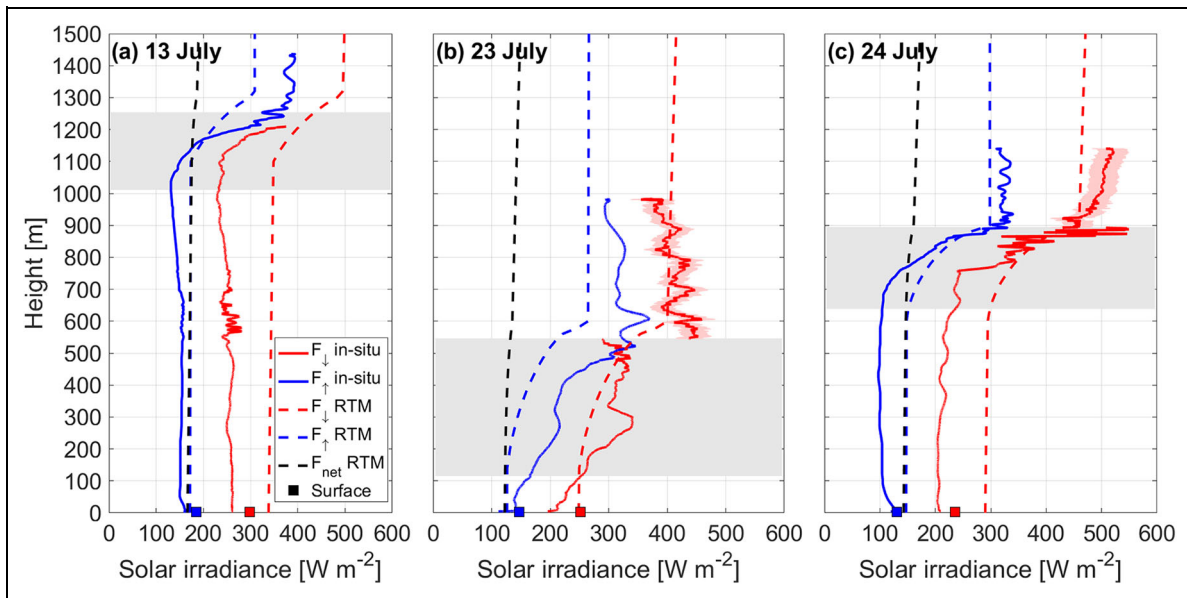 (a) 13 July
(b) 23 July
(c) 24 July
Height [m]
1500
1400
1300
1200
1100
1000
900
800
700
600
500
400
300
200
100
0
F↓ in-situ
F↑ in-situ
F↓ RTM
F↑ RTM
Fnet RTM
Surface
0 100 200 300 400 500 600
0 100 200 300 400 500 600
0 100 200 300 400 500 600
Solar irradiance [W m⁻²]
Solar irradiance [W m⁻²]
Solar irradiance [W m⁻²]